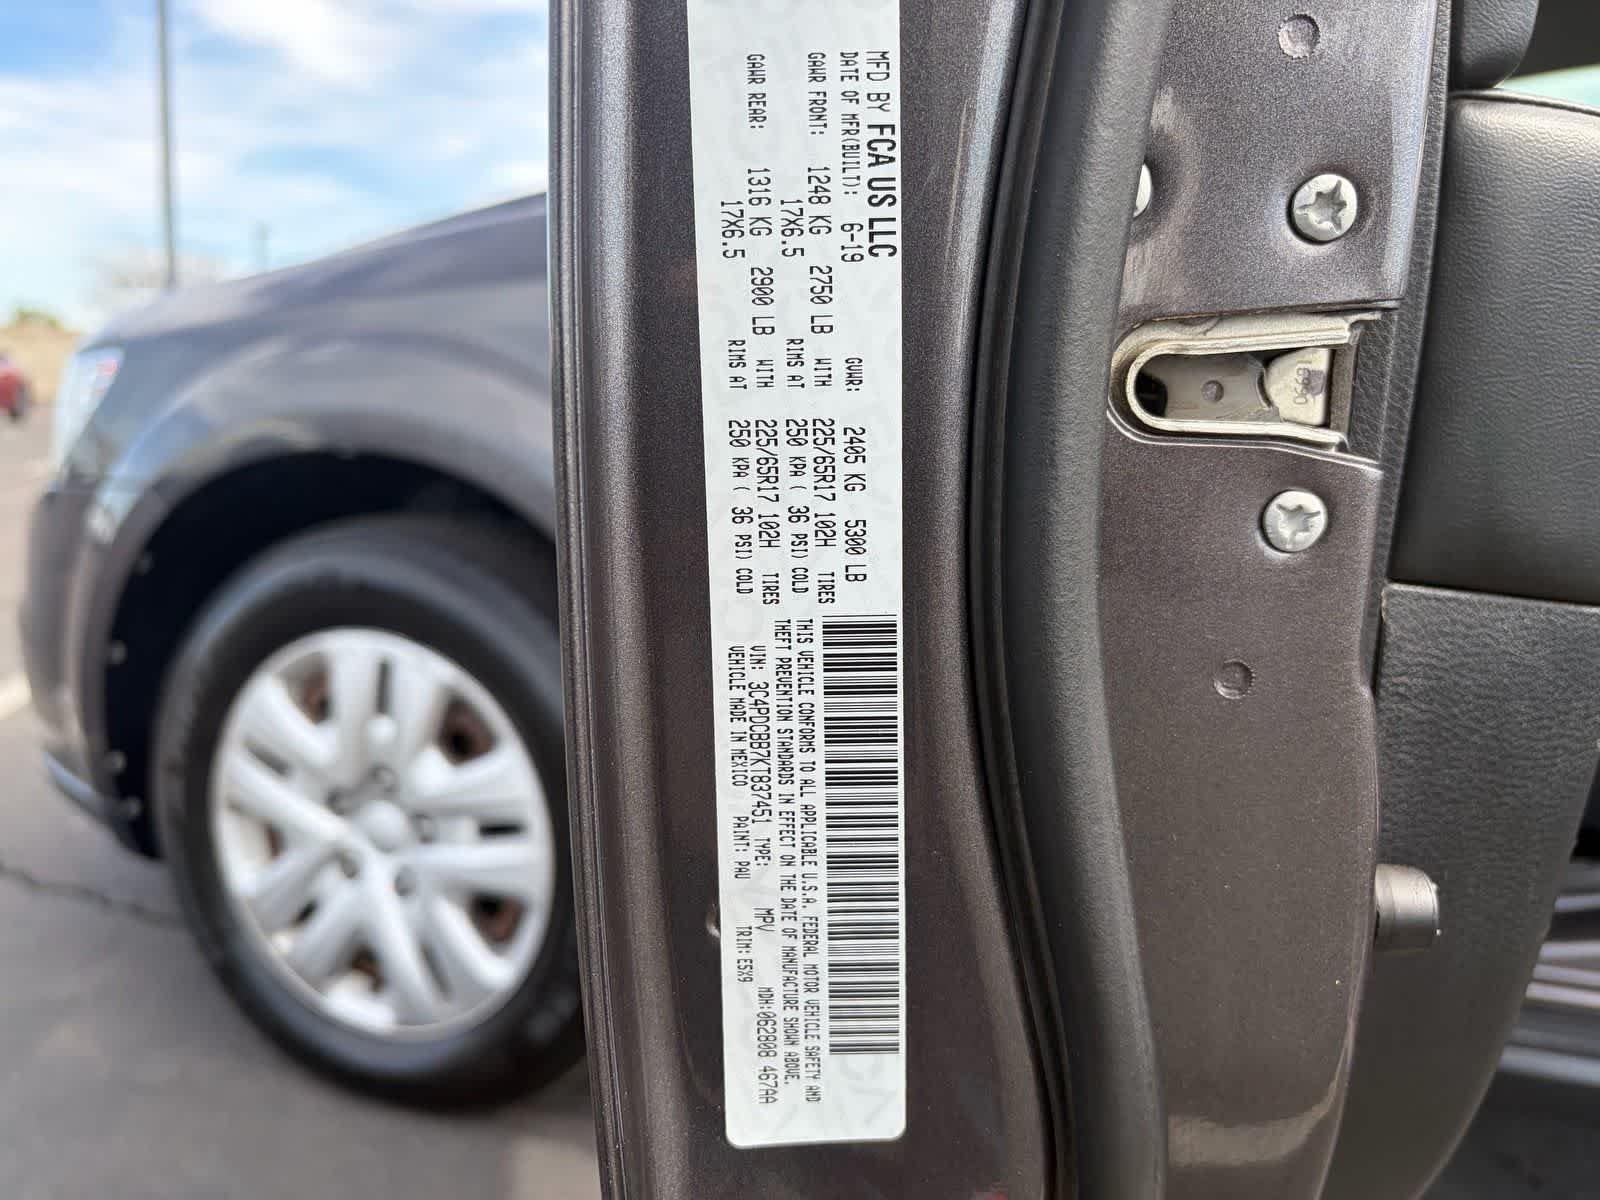 MFD BY FCA US LLC
DATE OF MFR(BUILT): 6-19 GVWR: 2405 KG 5300 LB
GAWR FRONT: 1248 KG 2750 LB WITH 225/65R17 102H TIRES
17X6.5 RIMS AT 250 KPA ( 36 PSI) COLD
GAWR REAR: 1316 KG 2900 LB WITH 225/65R17 102H TIRES
17X6.5 RIMS AT 250 KPA ( 36 PSI) COLD
THIS VEHICLE CONFORMS TO ALL APPLICABLE U.S.A. FEDERAL MOTOR VEHICLE SAFETY AND
THEFT PREVENTION STANDARDS IN EFFECT ON THE DATE OF MANUFACTURE SHOWN ABOVE.
VIN: 3C4PDCBB7KT837451 TYPE: MPV MDH:062808 467AA
VEHICLE MADE IN MEXICO PAINT: PAU TRIM: E5X9